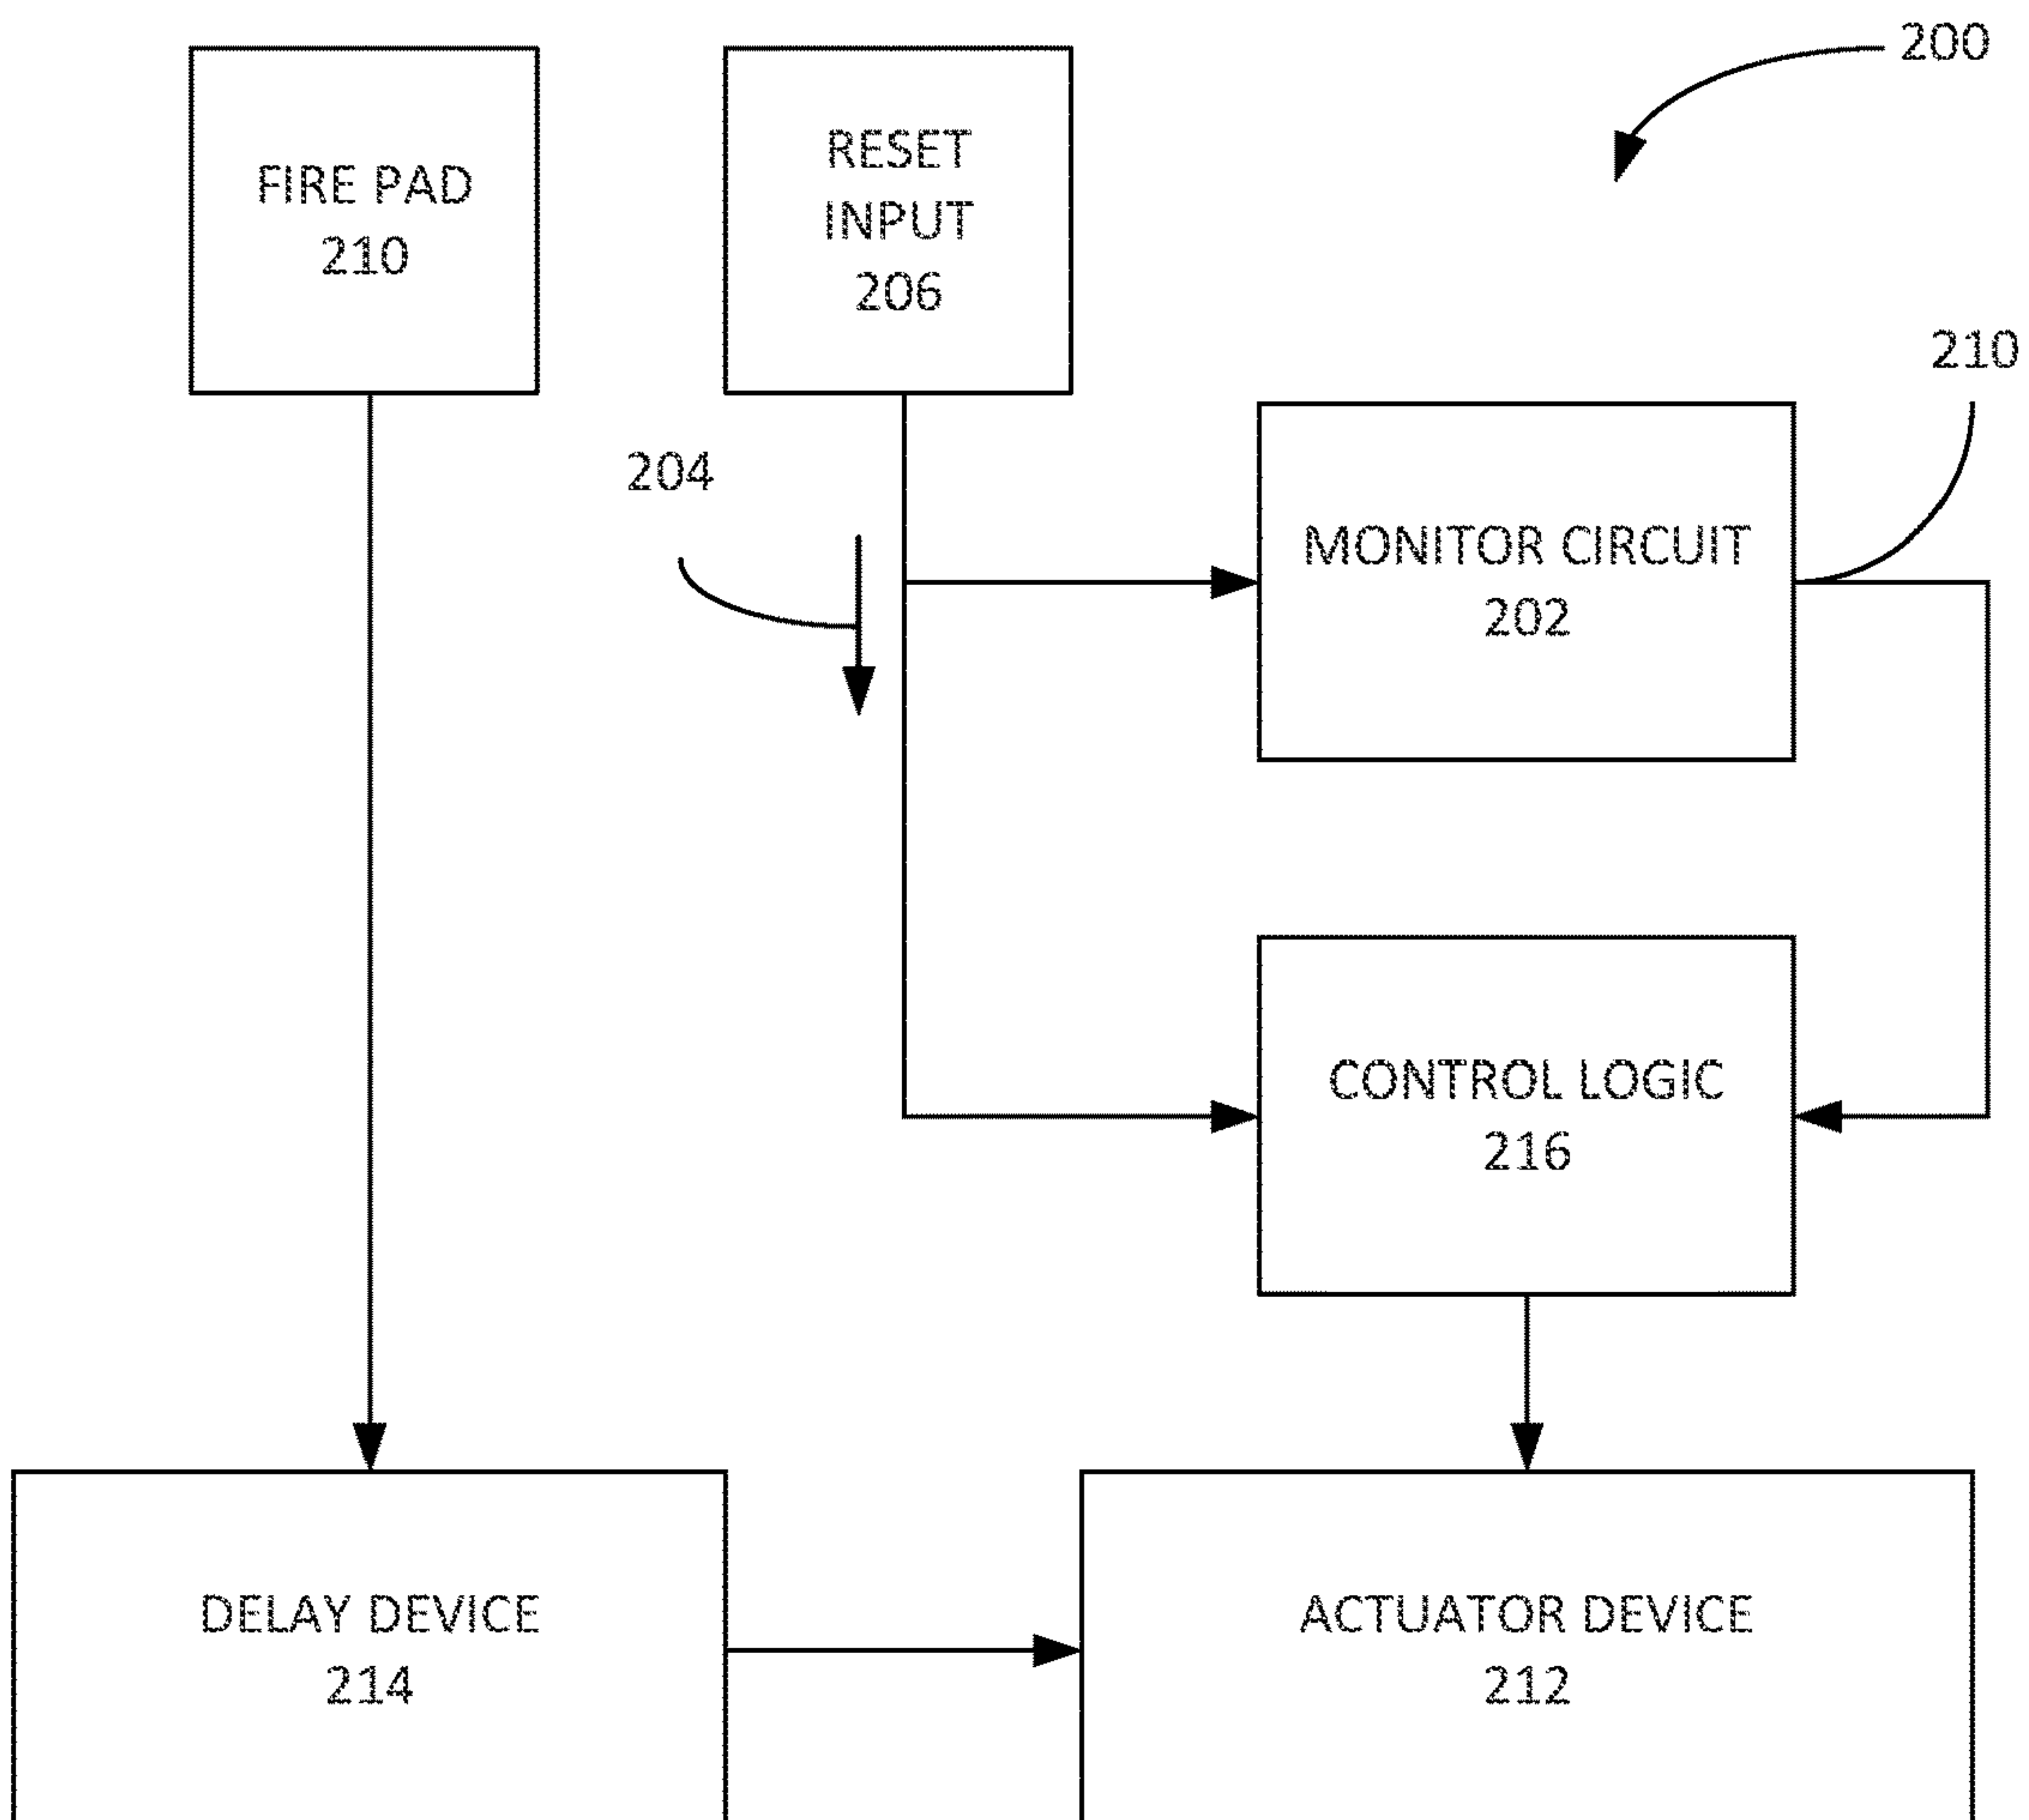 200
FIRE PAD
210
RESET
INPUT
206
210
204
MONITOR CIRCUIT
202
CONTROL LOGIC
216
DELAY DEVICE
214
ACTUATOR DEVICE
212